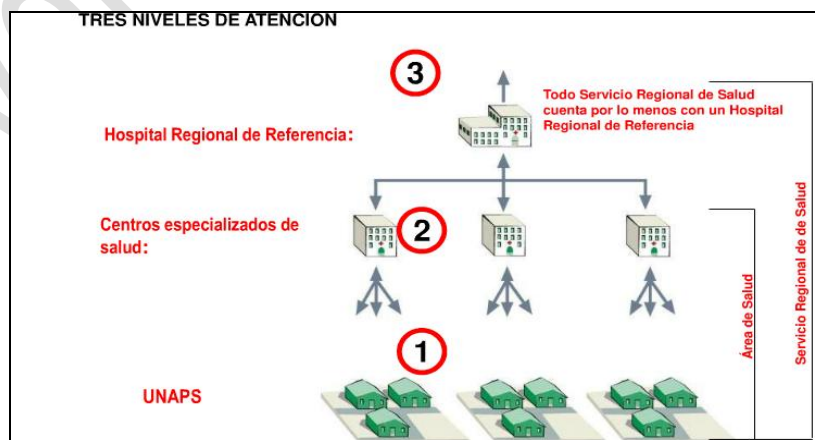 TRES NIVELES DE ATENCION
3
Todo Servicio Regional de Salud
cuenta por lo menos con un Hospital
Regional de Referencia
Hospital Regional de Referencia:
Centros especializados de
salud:
2
Área de Salud
Servicio Regional de de Salud
1
UNAPS